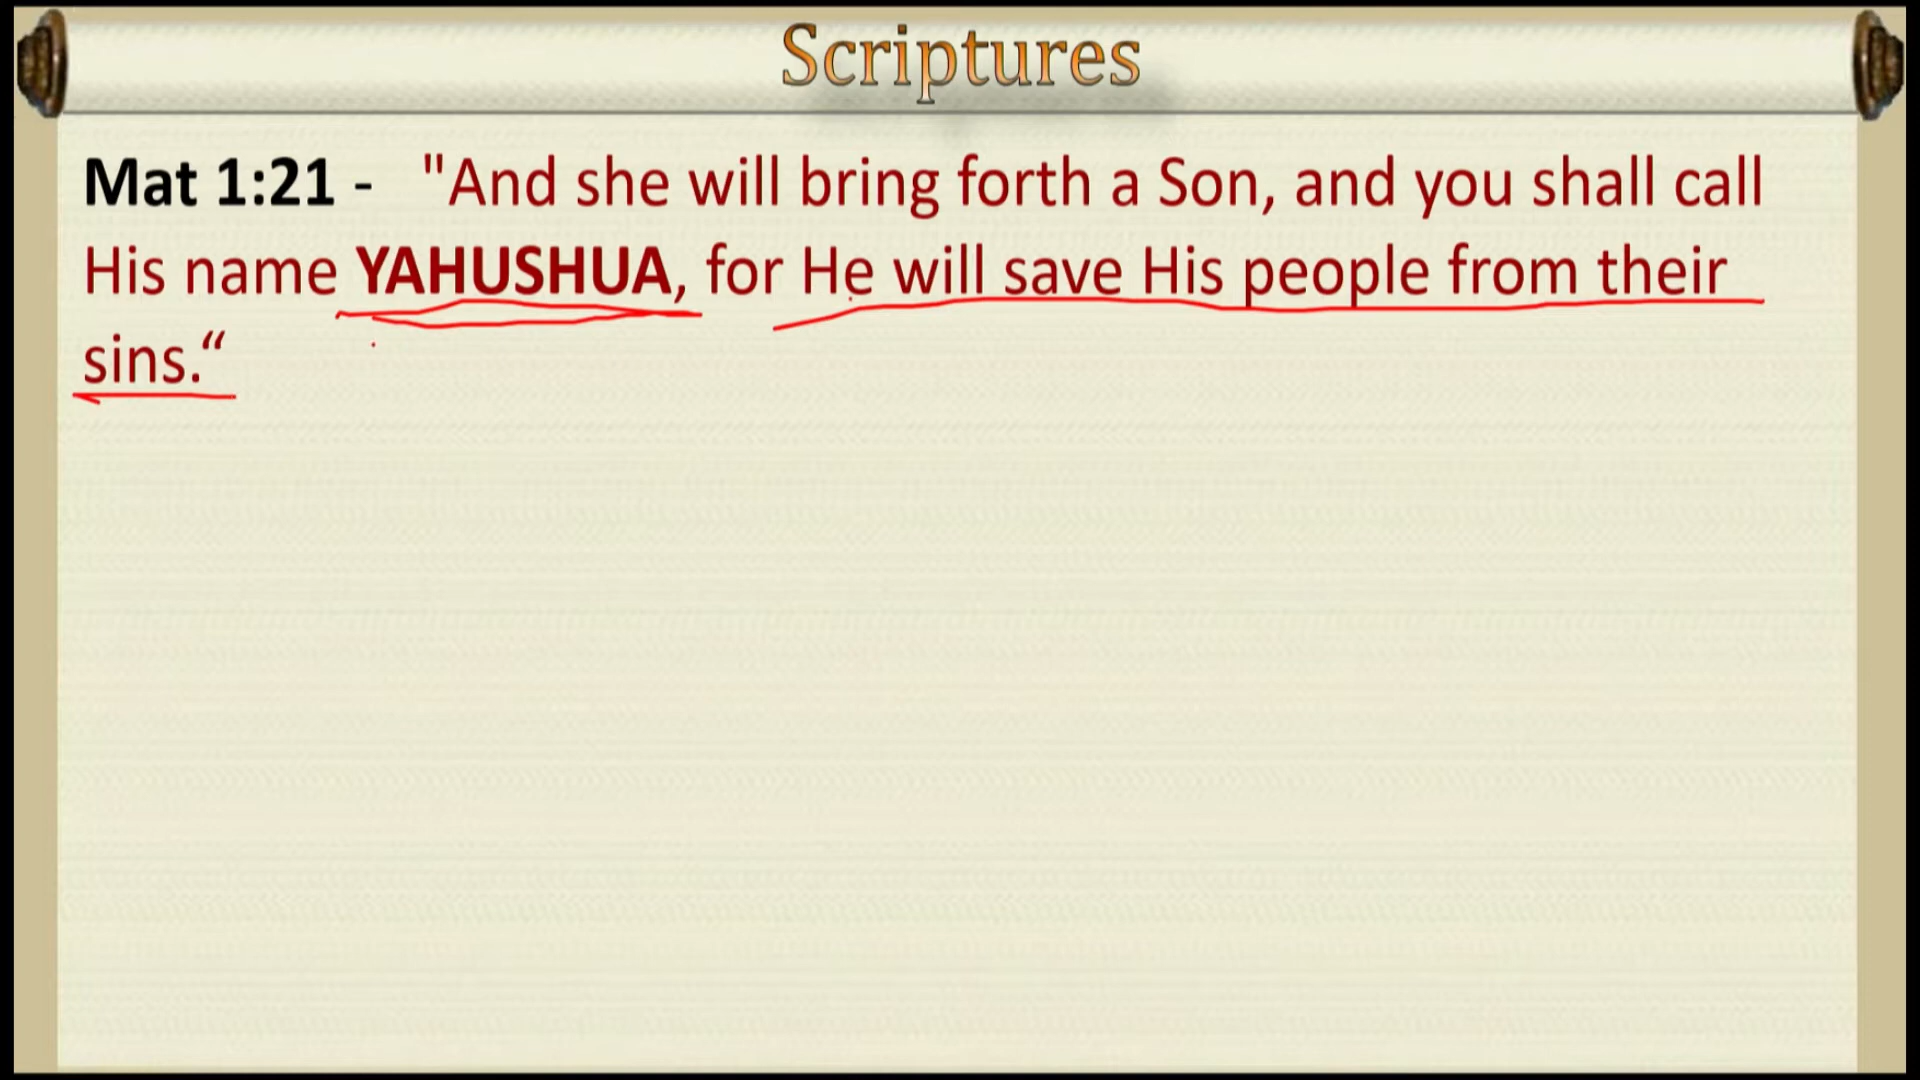 Scriptures
Mat 1:21 - "And she will bring forth a Son, and you shall call
His name YAHUSHUA, for He will save His people from their
sins.“